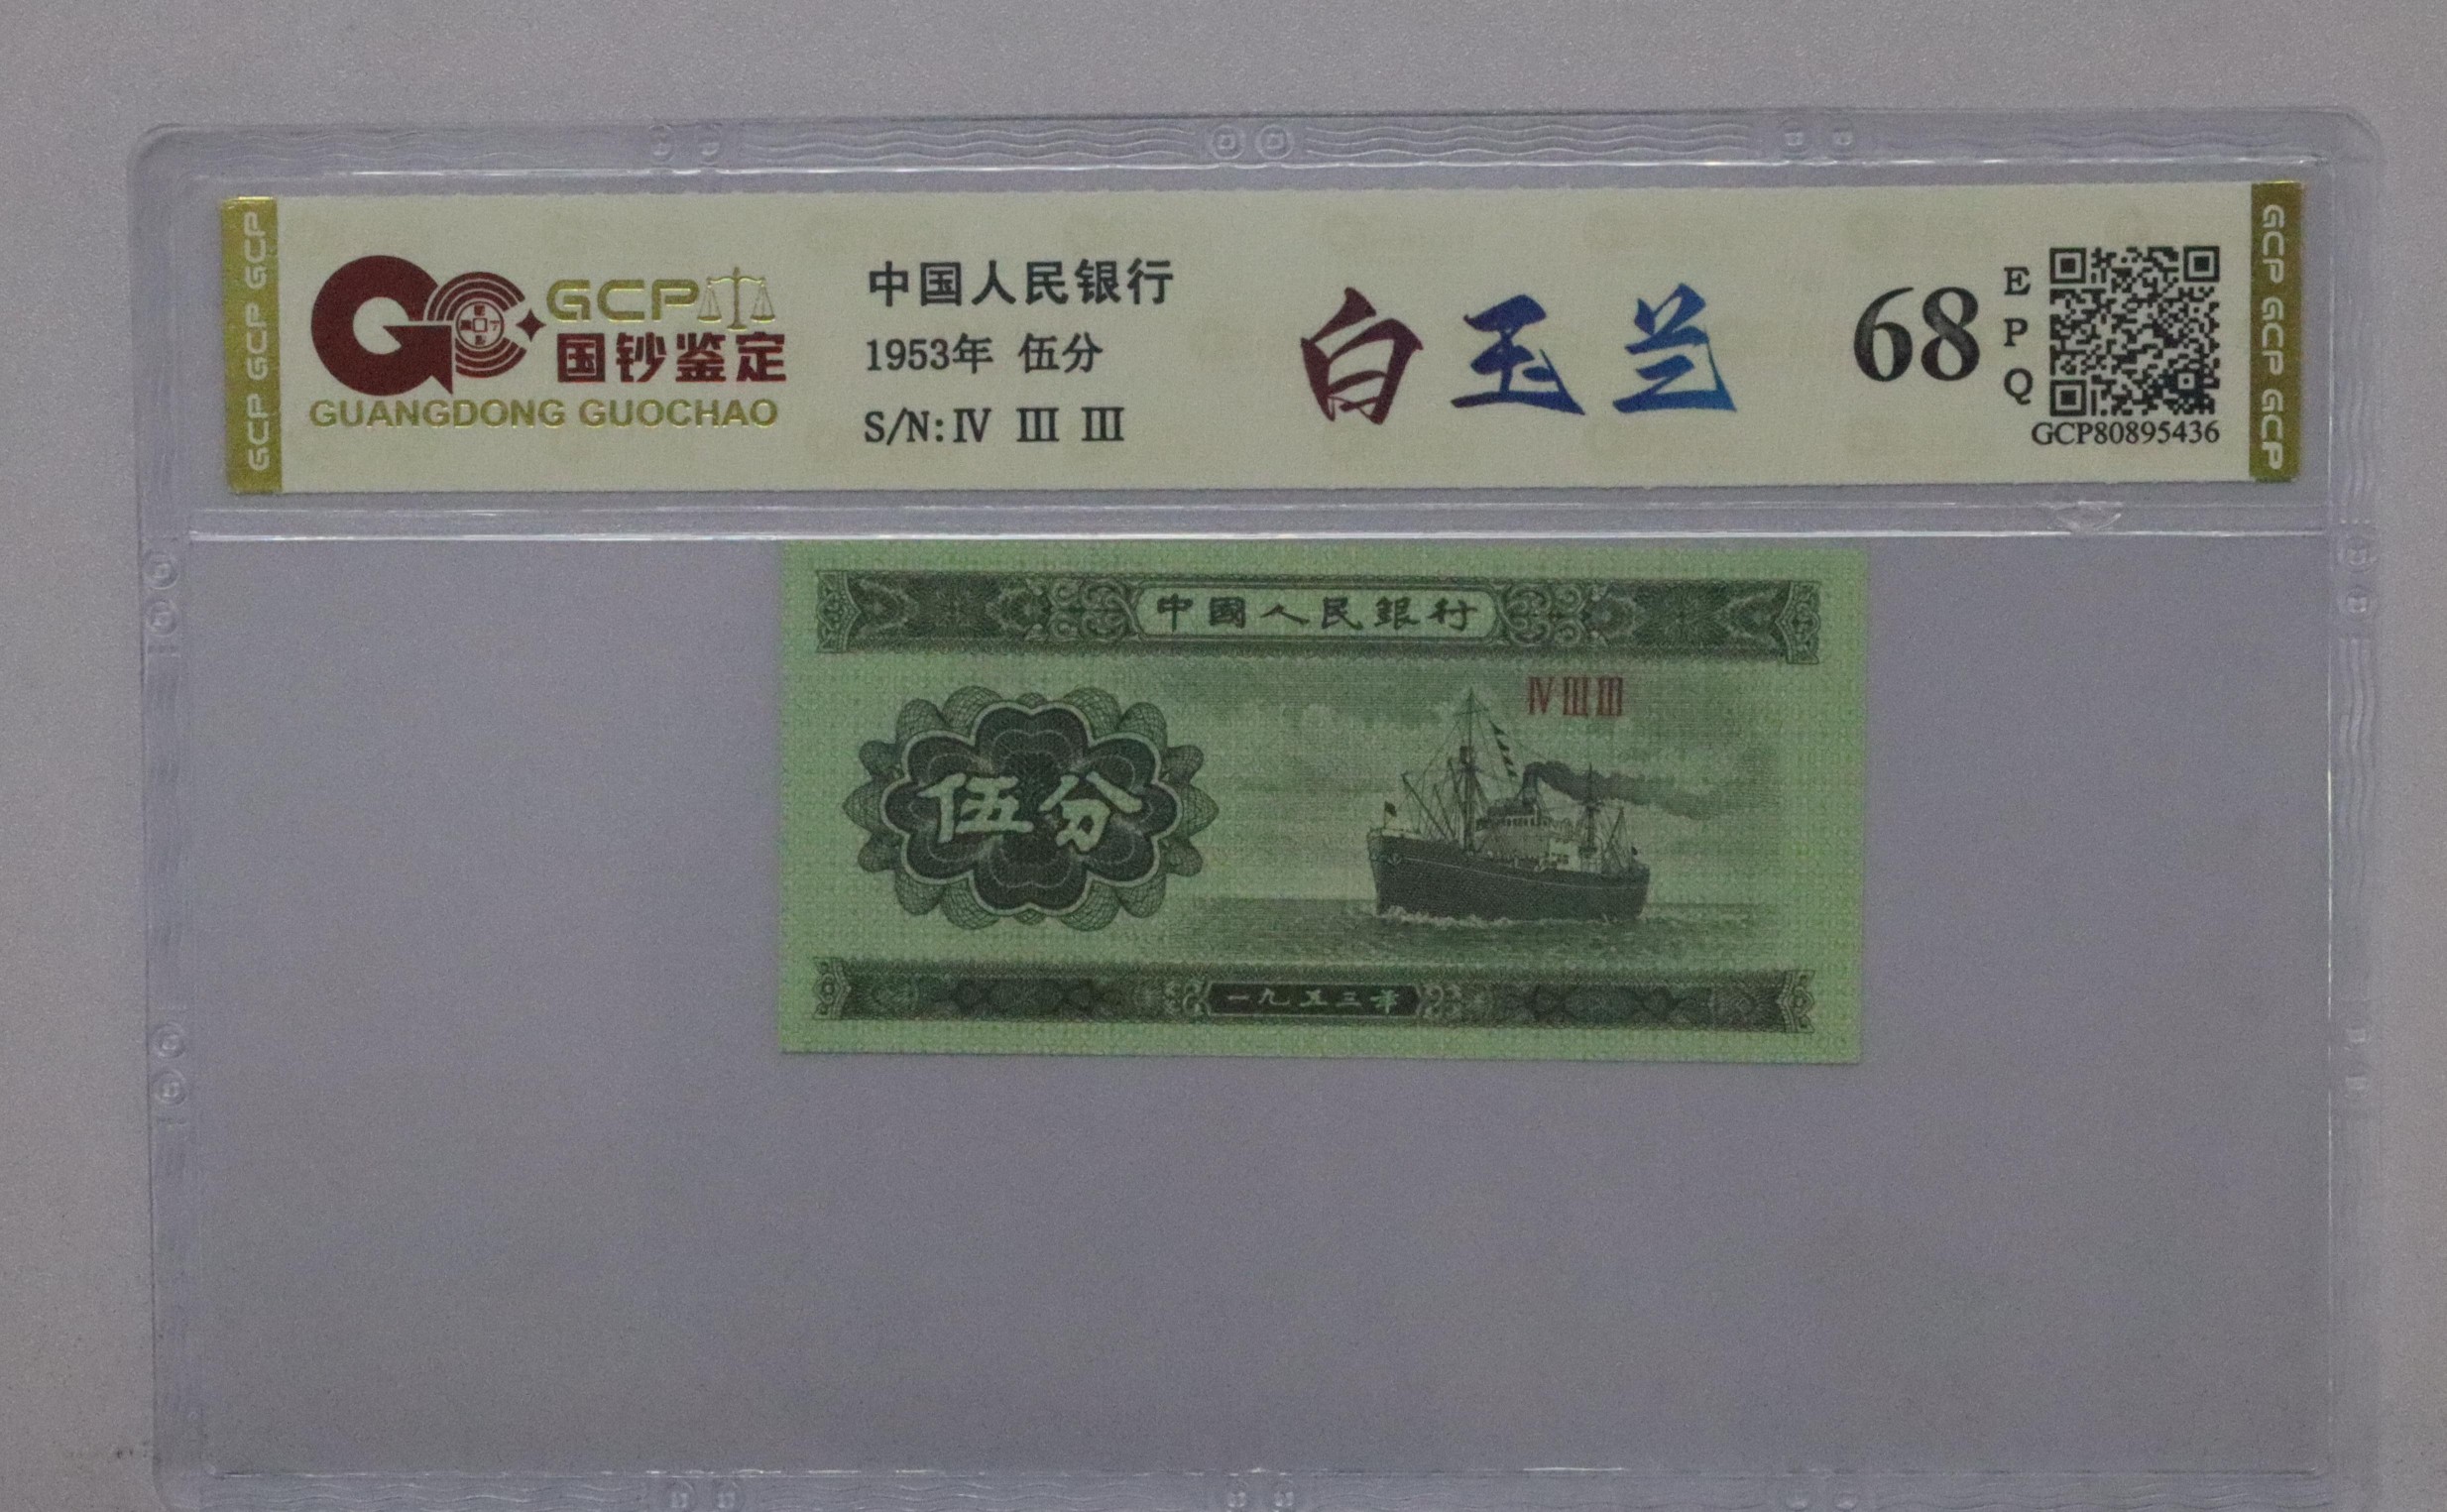 GCP GCP GCP
GCP
国钞鉴定
GUANGDONG GUOCHAO
中国人民银行
1953年 伍分
S/N:Ⅳ Ⅲ Ⅲ
白玉兰
68
EPQ
GCP80895436
GCP GCP GCP
中國人民銀行
Ⅳ Ⅲ Ⅲ
伍分
一九五三年